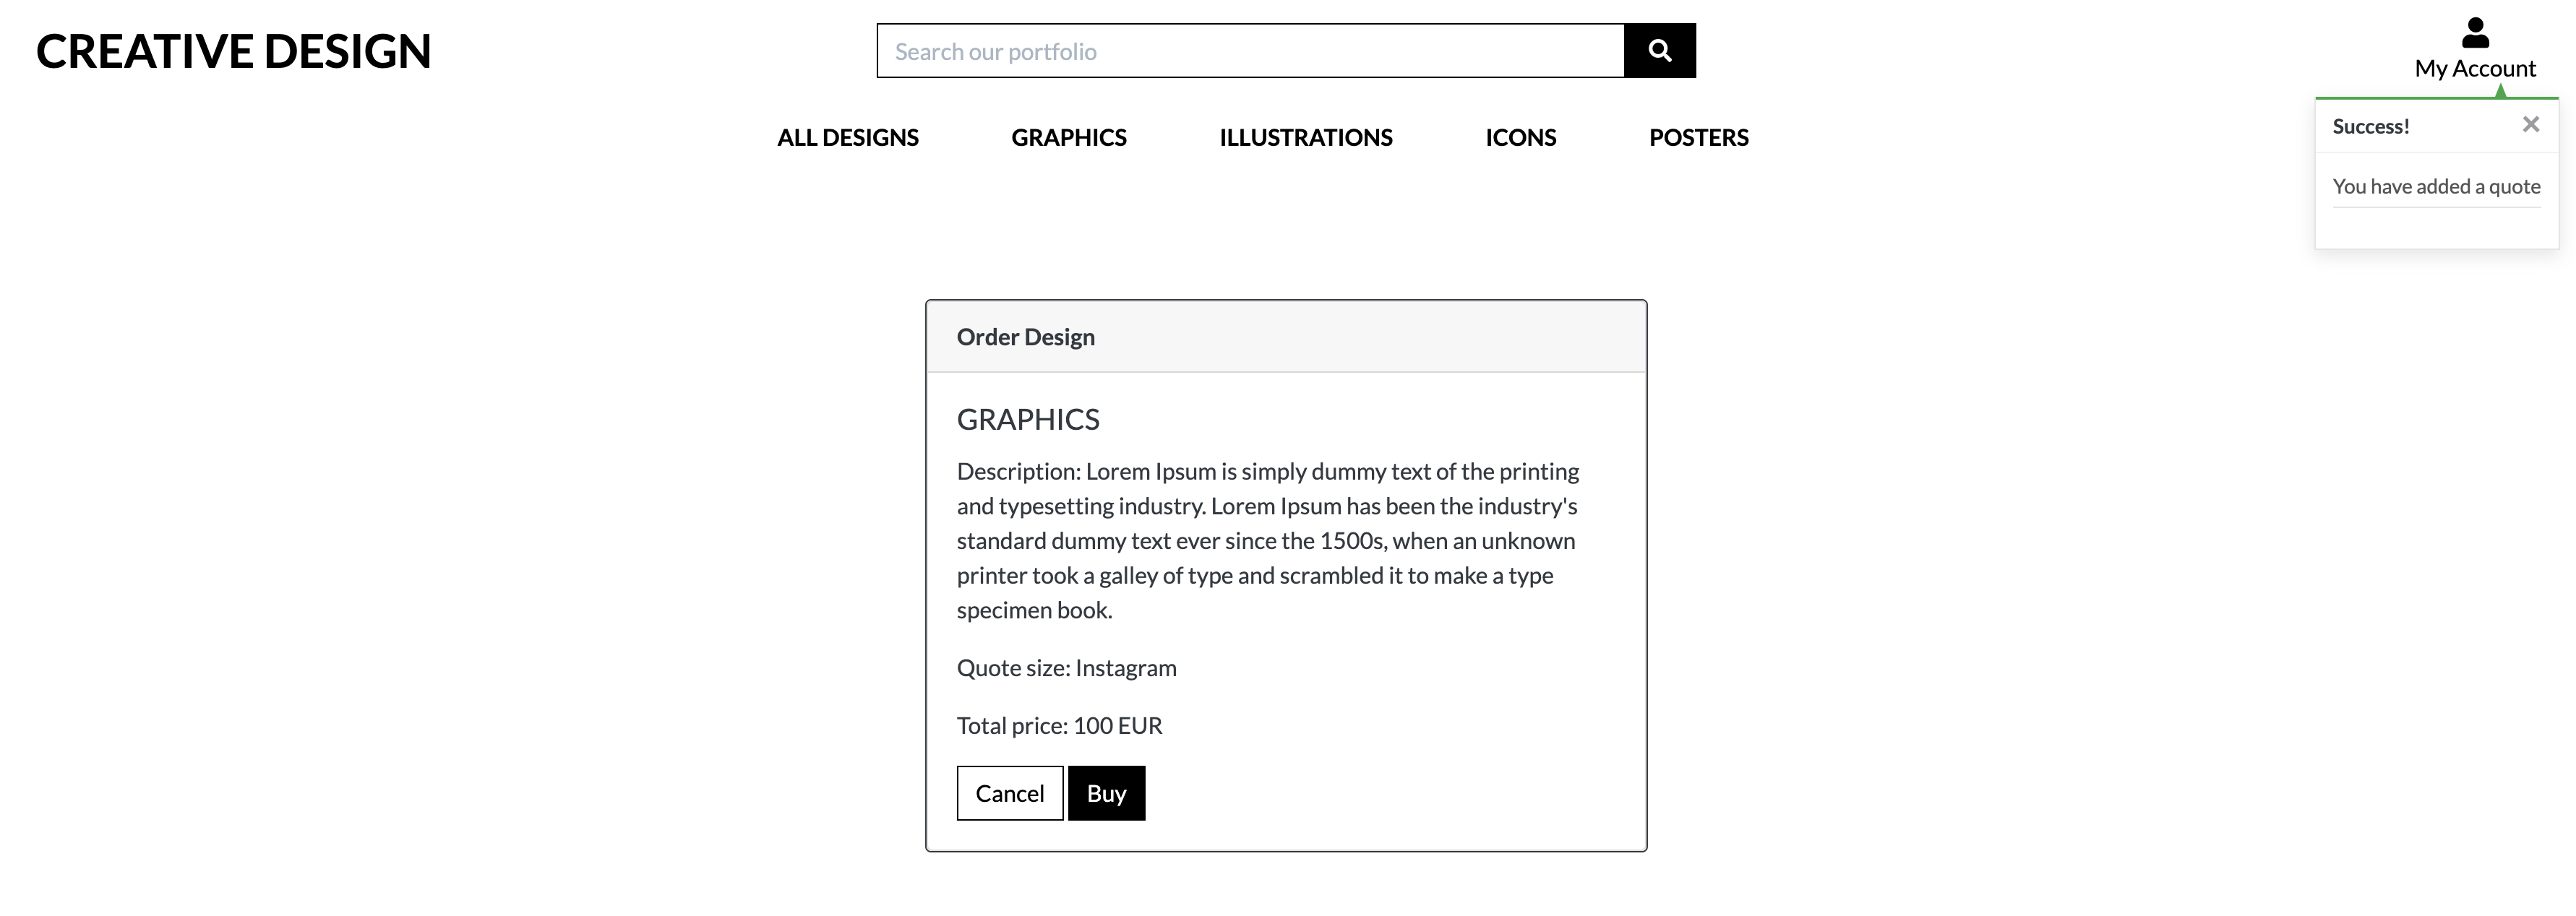 CREATIVE DESIGN
Search our portfolio
My Account
ALL DESIGNS GRAPHICS ILLUSTRATIONS ICONS POSTERS
Success!
You have added a quote
Order Design
GRAPHICS
Description: Lorem Ipsum is simply dummy text of the printing
and typesetting industry. Lorem Ipsum has been the industry's
standard dummy text ever since the 1500s, when an unknown
printer took a galley of type and scrambled it to make a type
specimen book.
Quote size: Instagram
Total price: 100 EUR
Cancel Buy